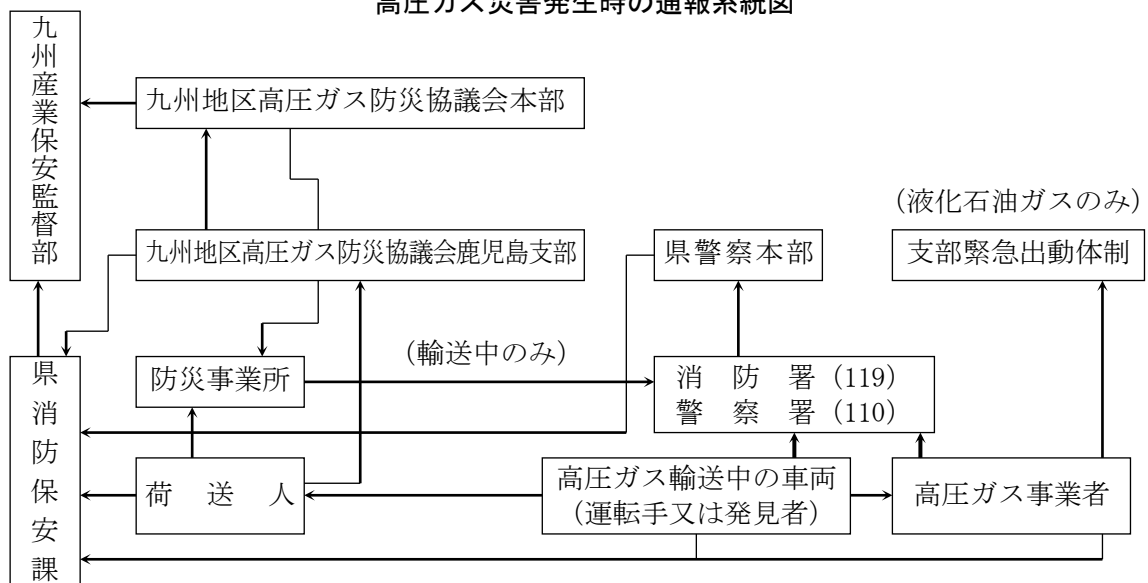 高圧ガス災害発生時の通報系統図
九州産業保安監督部
九州地区高圧ガス防災協議会本部
(液化石油ガスのみ)
九州地区高圧ガス防災協議会鹿児島支部
県警察本部
支部緊急出動体制
(輸送中のみ)
県消防保安課
防災事業所
消防署(119)
警察署(110)
荷送人
高圧ガス輸送中の車両
(運転手又は発見者)
高圧ガス事業者